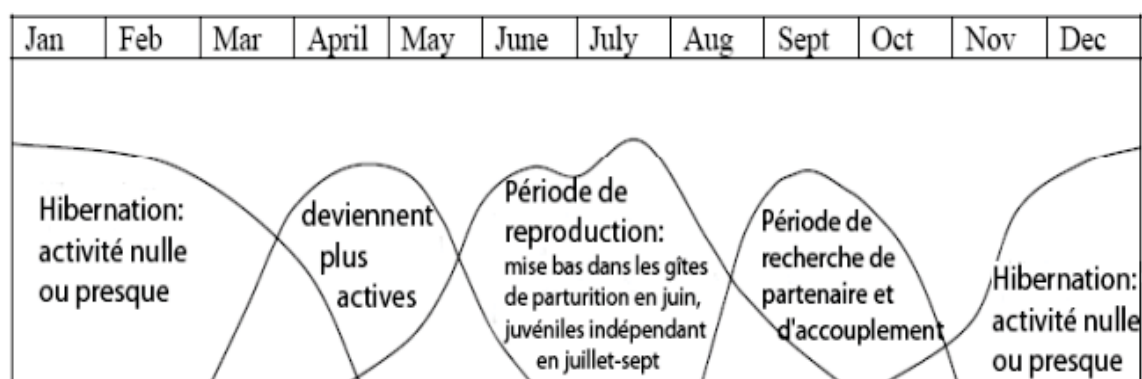 Jan Feb Mar April May June July Aug Sept Oct Nov Dec
Hibernation:
activité nulle
ou presque
deviennent
plus
actives
Période de
reproduction:
mise bas dans les gîtes
de parturition en juin,
juvéniles indépendant
en juillet-sept
Période de
recherche de
partenaire et
d'accouplement
Hibernation:
activité nulle
ou presque